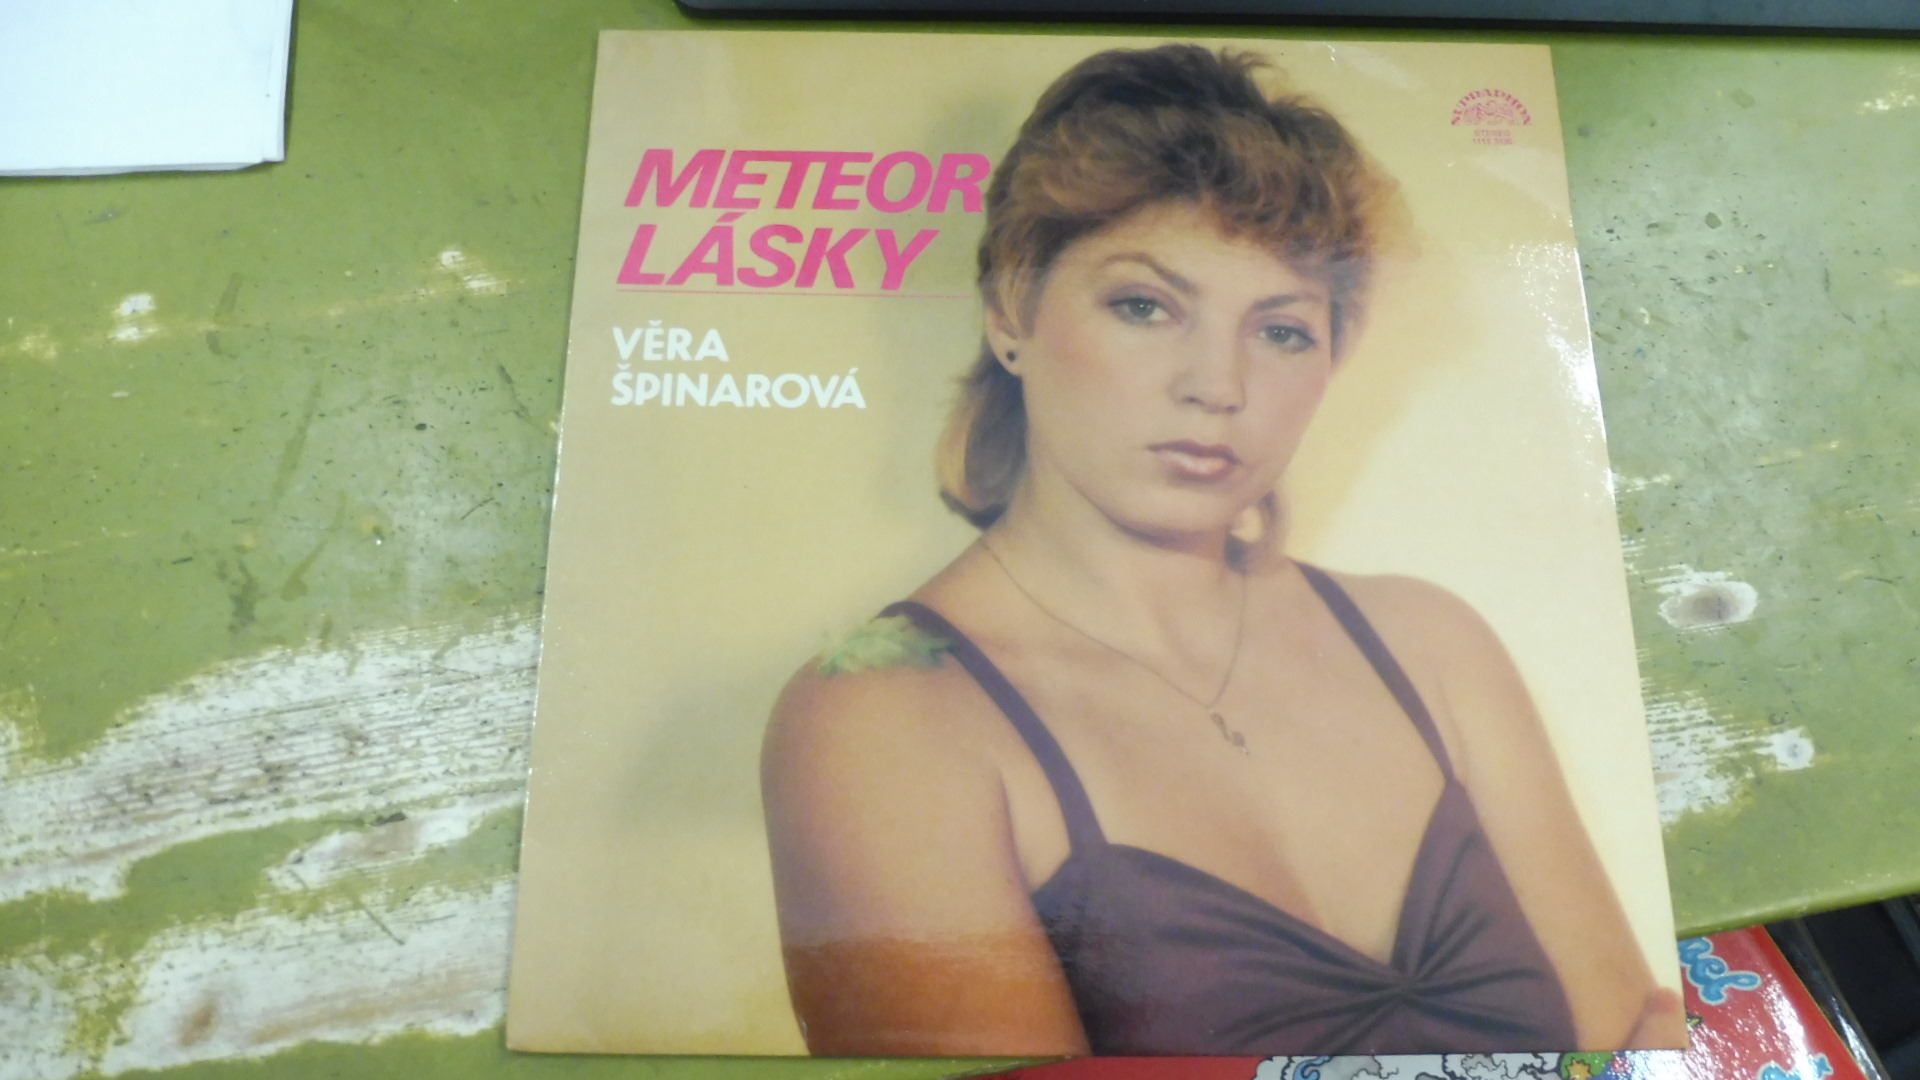 METEOR
LÁSKY
VĚRA
ŠPINAROVÁ
SUPRAPHON
STEREO